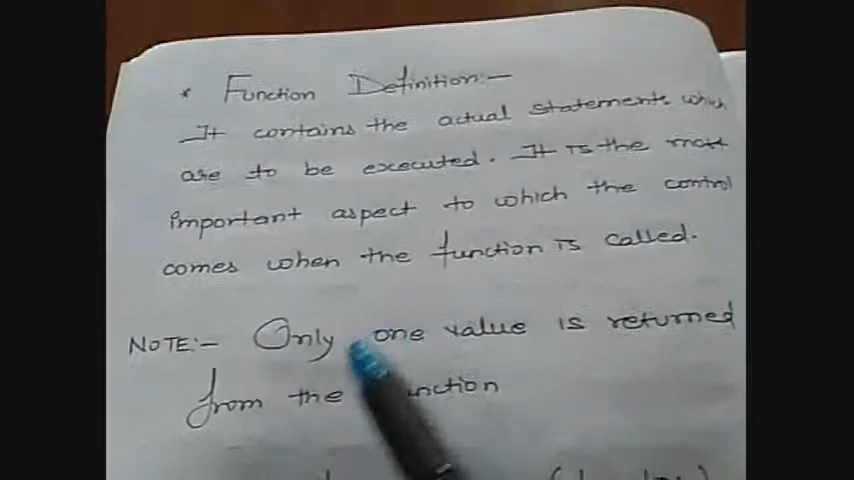 * Function Definition:-
It contains the actual statements which
are to be executed. It is the most
important aspect to which the control
comes when the function is called.
NOTE:- Only one value is returned
from the function